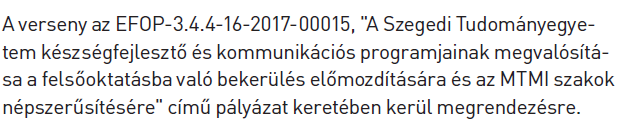 A verseny az EFOP-3.4.4-16-2017-00015, "A Szegedi Tudományegye-
tem készségfejlesztő és kommunikációs programjainak megvalósítá-
sa a felsőoktatásba való bekerülés előmozdítására és az MTMI szakok
népszerűsítésére" című pályázat keretében kerül megrendezésre.